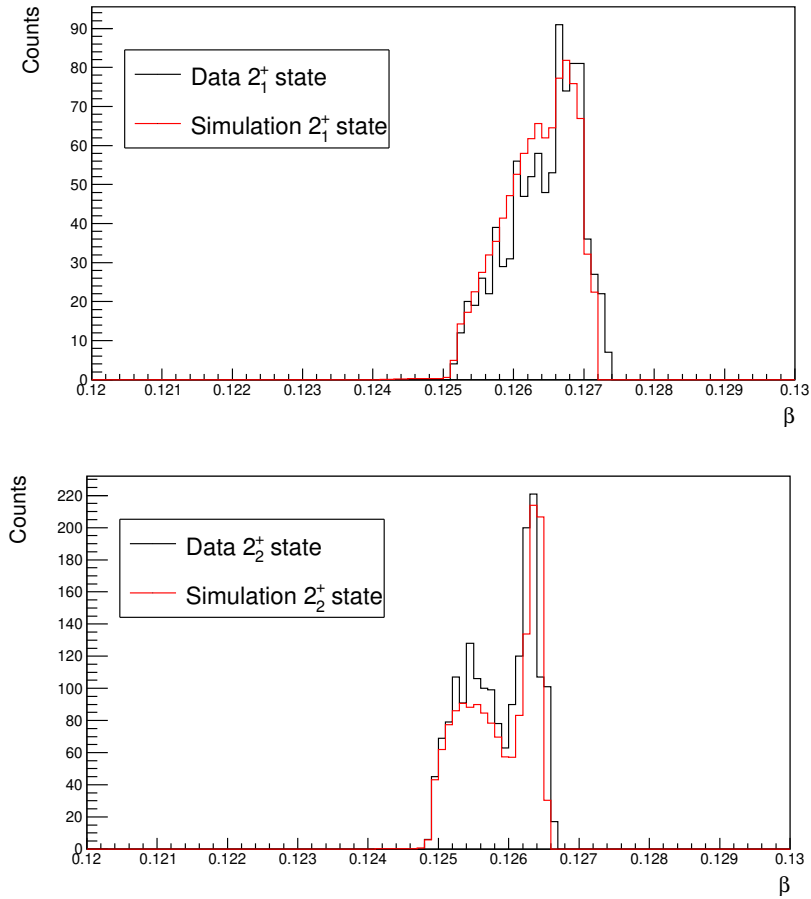 Counts
90
80
70
60
50
40
30
20
10
0
Data 2₁⁺ state
Simulation 2₁⁺ state
0.12 0.121 0.122 0.123 0.124 0.125 0.126 0.127 0.128 0.129 0.13
β
Counts
220
200
180
160
140
120
100
80
60
40
20
0
Data 2₂⁺ state
Simulation 2₂⁺ state
0.12 0.121 0.122 0.123 0.124 0.125 0.126 0.127 0.128 0.129 0.13
β